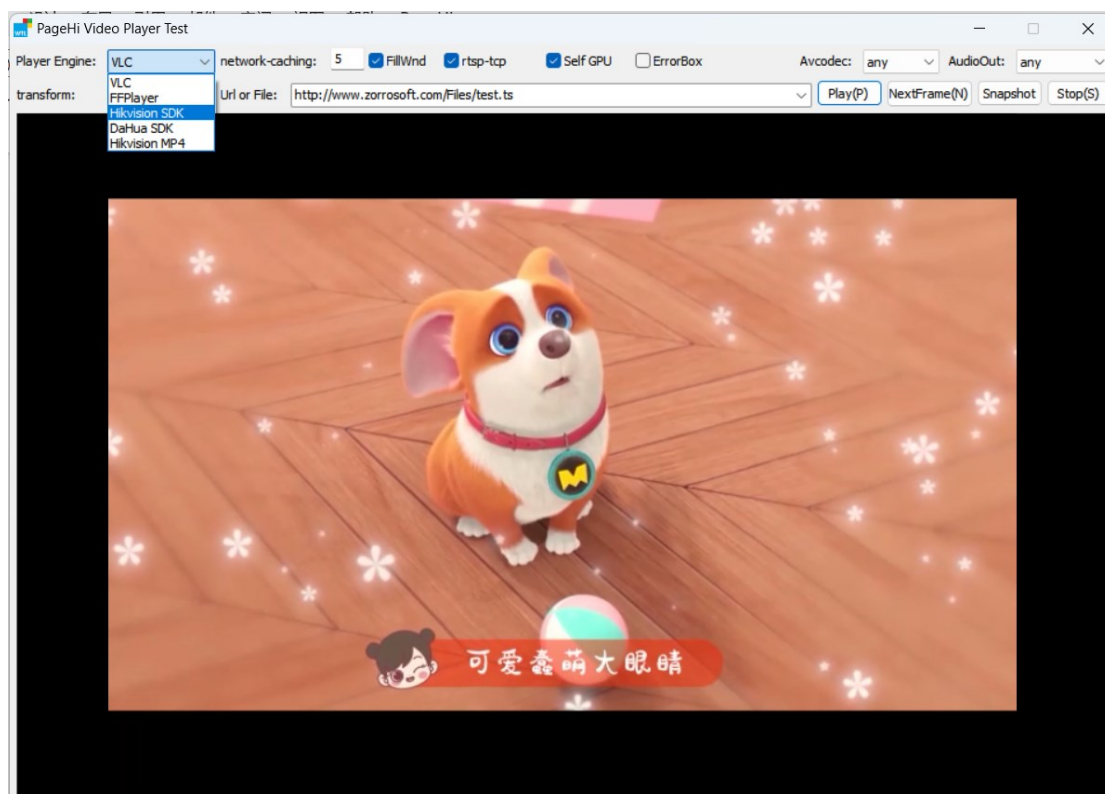 PageHi Video Player Test
Player Engine: VLC network-caching: 5 FillWnd rtsp-tcp Self GPU ErrorBox Avcodec: any AudioOut: any
VLC
transform: FFPlayer Url or File: http://www.zorrosoft.com/Files/test.ts Play(P) NextFrame(N) Snapshot Stop(S)
Hikvision SDK
DaHua SDK
Hikvision MP4
可爱蠢萌大眼睛